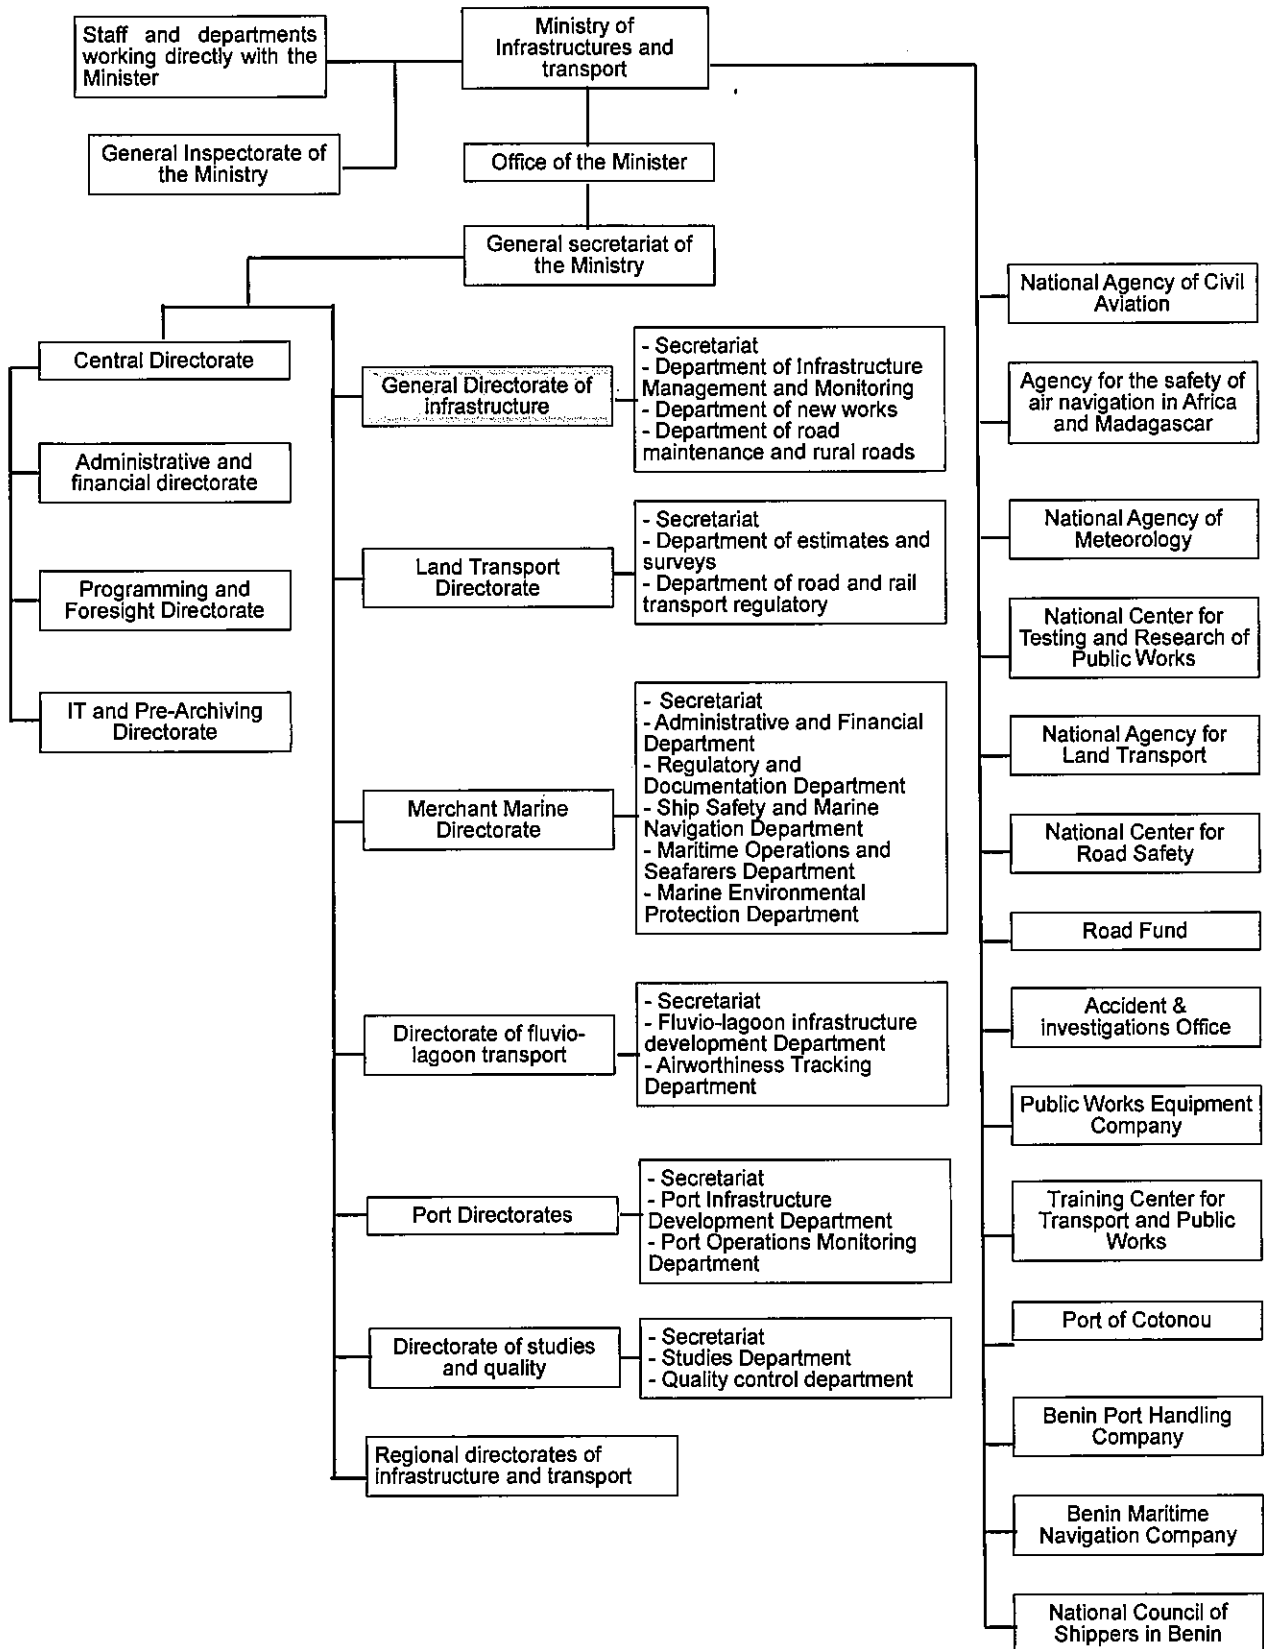 Staff and departments
working directly with the
Minister
Ministry of
Infrastructures and
transport
General Inspectorate of
the Ministry
Office of the Minister
General secretariat of
the Ministry
Central Directorate
Administrative and
financial directorate
Programming and
Foresight Directorate
IT and Pre-Archiving
Directorate
General Directorate of
infrastructure
- Secretariat
- Department of Infrastructure
Management and Monitoring
- Department of new works
- Department of road
maintenance and rural roads
Land Transport
Directorate
- Secretariat
- Department of estimates and
surveys
- Department of road and rail
transport regulatory
Merchant Marine
Directorate
- Secretariat
- Administrative and Financial
Department
- Regulatory and
Documentation Department
- Ship Safety and Marine
Navigation Department
- Maritime Operations and
Seafarers Department
- Marine Environmental
Protection Department
Directorate of fluvio-
lagoon transport
- Secretariat
- Fluvio-lagoon infrastructure
development Department
- Airworthiness Tracking
Department
Port Directorates
- Secretariat
- Port Infrastructure
Development Department
- Port Operations Monitoring
Department
Directorate of studies
and quality
- Secretariat
- Studies Department
- Quality control department
Regional directorates of
infrastructure and transport
National Agency of Civil
Aviation
Agency for the safety of
air navigation in Africa
and Madagascar
National Agency of
Meteorology
National Center for
Testing and Research of
Public Works
National Agency for
Land Transport
National Center for
Road Safety
Road Fund
Accident &
investigations Office
Public Works Equipment
Company
Training Center for
Transport and Public
Works
Port of Cotonou
Benin Port Handling
Company
Benin Maritime
Navigation Company
National Council of
Shippers in Benin